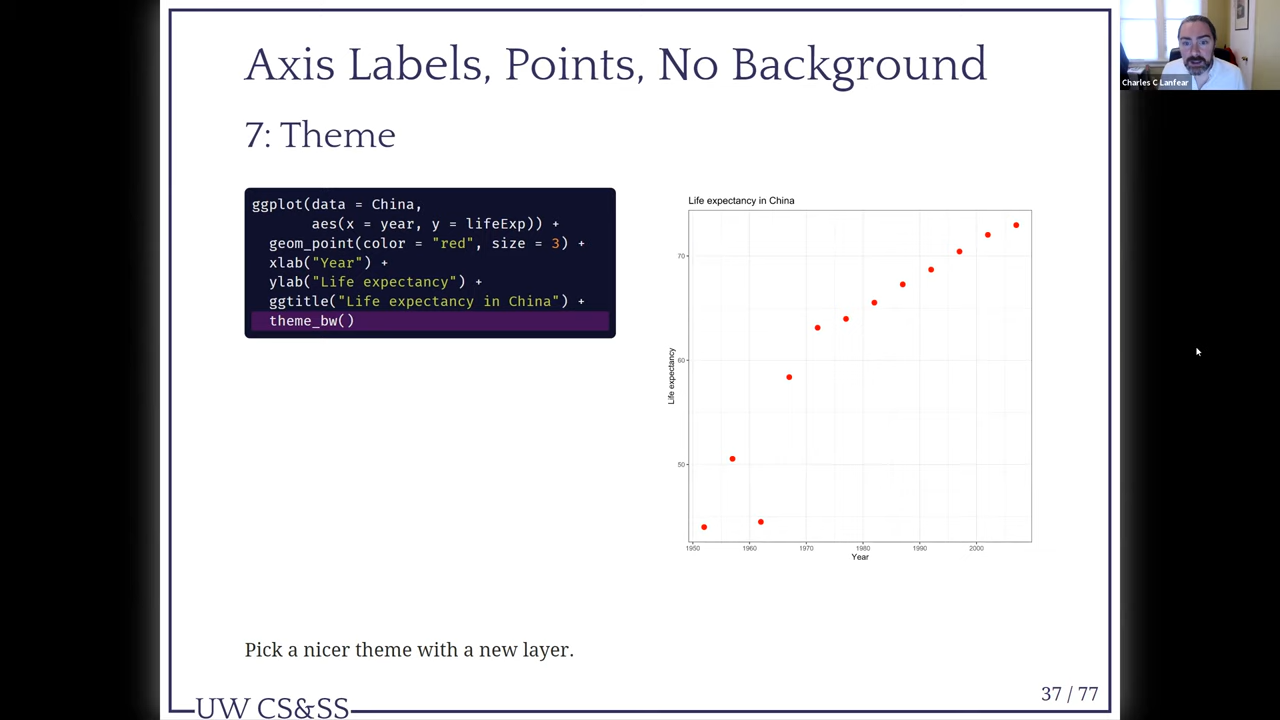 Axis Labels, Points, No Background
7: Theme
ggplot(data = China,
       aes(x = year, y = lifeExp)) +
  geom_point(color = "red", size = 3) +
  xlab("Year") +
  ylab("Life expectancy") +
  ggtitle("Life expectancy in China") +
  theme_bw()
Life expectancy in China
70
60
50
Life expectancy
1950 1960 1970 1980 1990 2000
Year
Pick a nicer theme with a new layer.
UW CS&SS
37 / 77
Charles C Lanfear